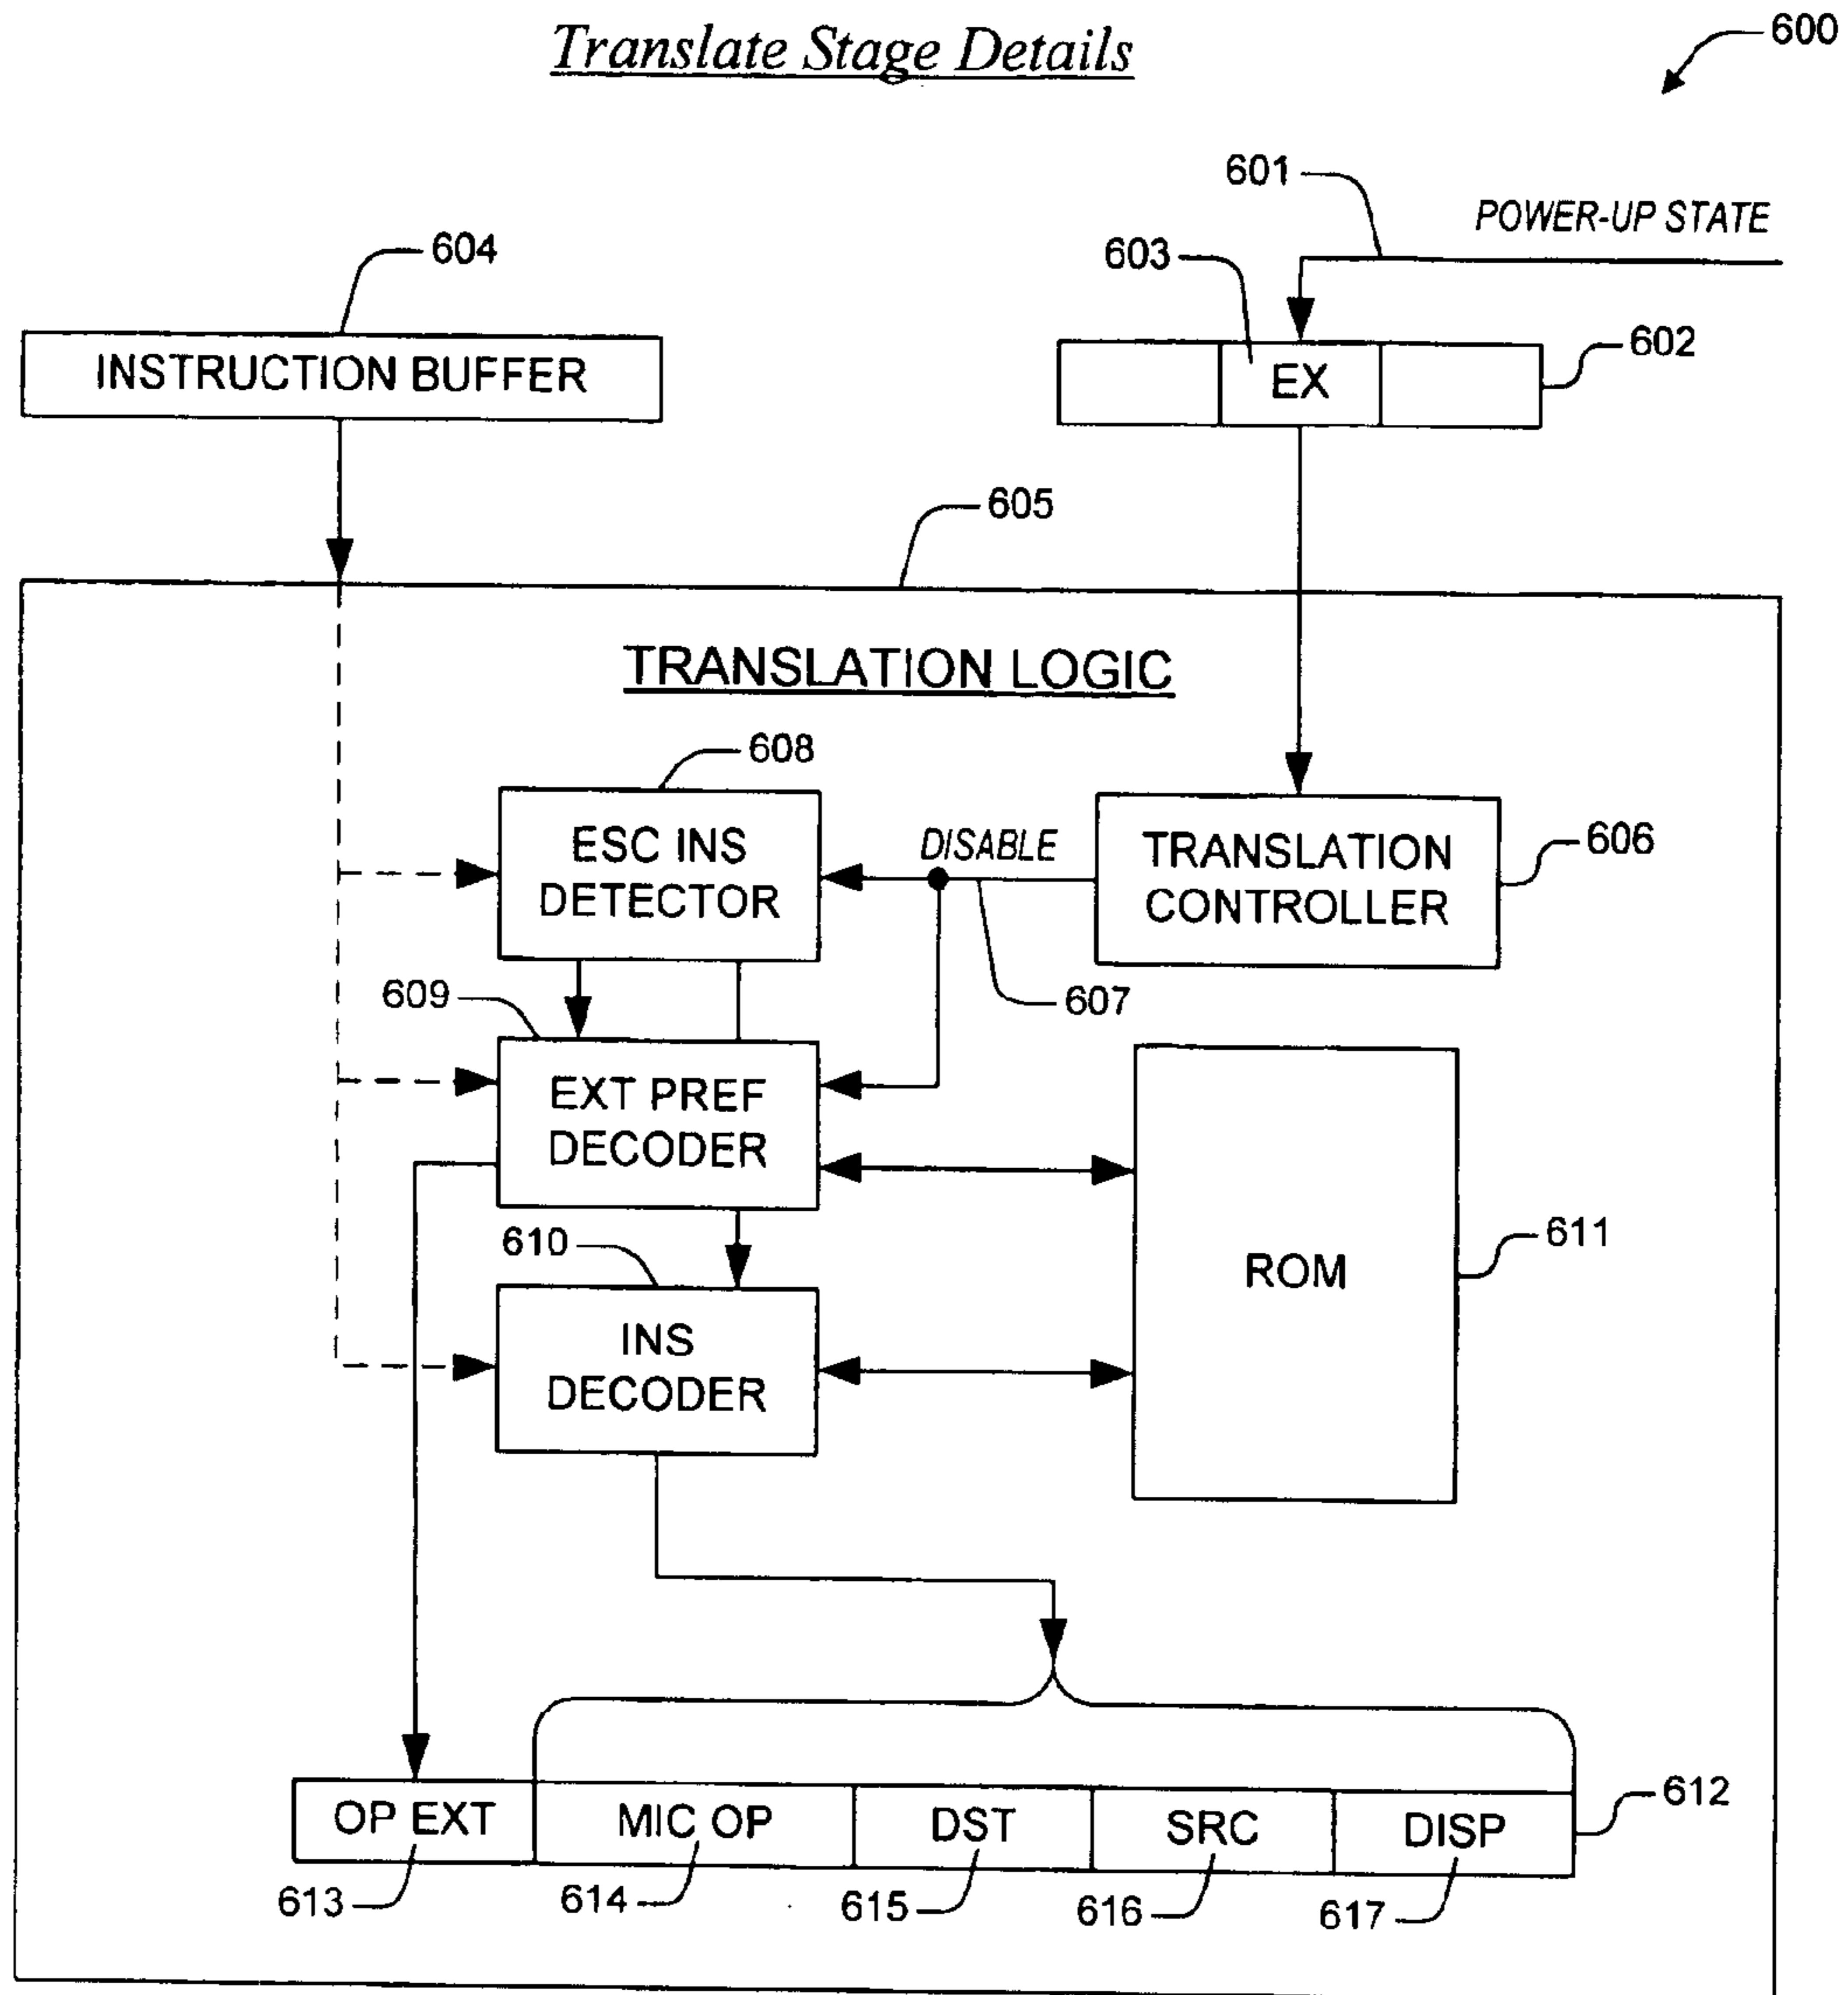 Translate Stage Details
600
601
POWER-UP STATE
604
603
602
INSTRUCTION BUFFER
EX
605
TRANSLATION LOGIC
608
ESC INS
DETECTOR
DISABLE
TRANSLATION
CONTROLLER
606
609
607
EXT PREF
DECODER
610
ROM
611
INS
DECODER
612
OP EXT
MIC OP
DST
SRC
DISP
613
614
615
616
617